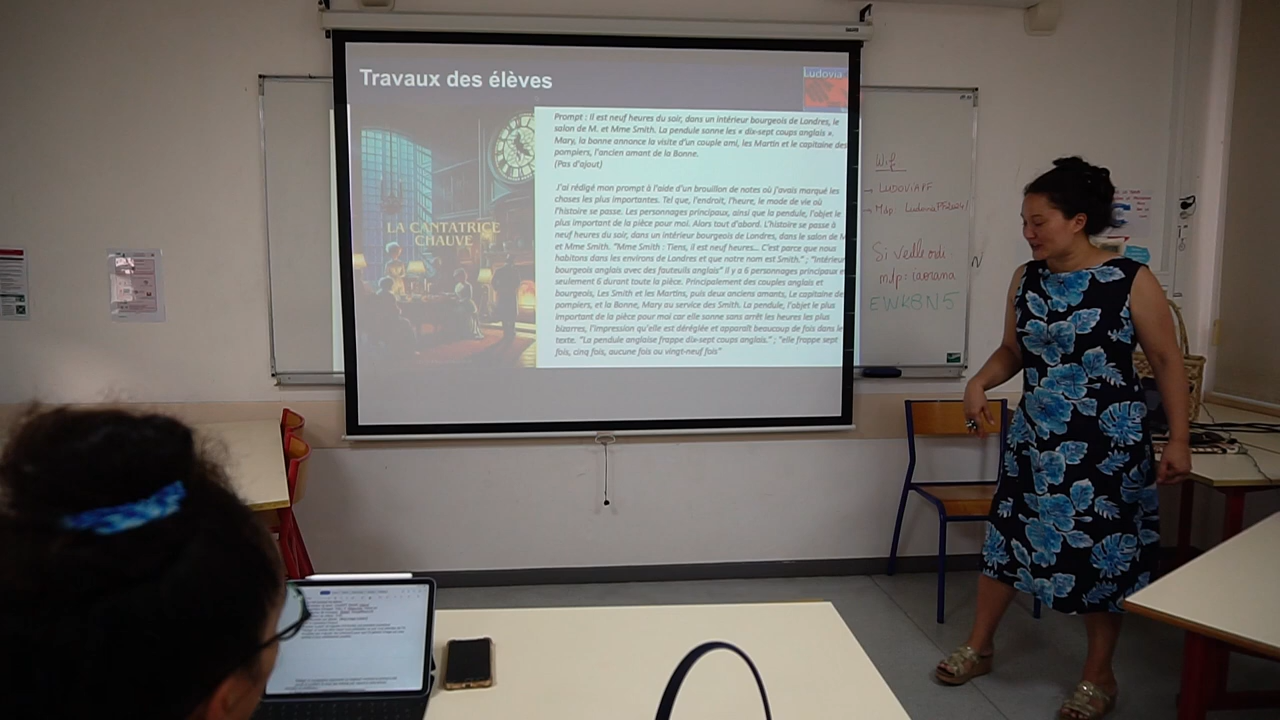 Travaux des élèves
Ludovia
LA CANTATRICE
CHAUVE
Prompt : Il est neuf heures du soir, dans un intérieur bourgeois de Londres, le
salon de M. et Mme Smith. La pendule sonne les « dix-sept coups anglais ».
Mary, la bonne annonce la visite d'un couple ami, les Martin et le capitaine des
pompiers, l'ancien amant de la Bonne.
(Pas d'ajout)
J'ai rédigé mon prompt à l'aide d'un brouillon de notes où j'avais marqué les
choses les plus importantes. Tel que, l'endroit, l'heure, le mode de vie où
l'histoire se passe. Les personnages principaux, ainsi que la pendule, l'objet le
plus important de la pièce pour moi. Alors tout d'abord. L'histoire se passe à
neuf heures du soir, dans un intérieur bourgeois de Londres, dans le salon de M
et Mme Smith. "Mme Smith : Tiens, il est neuf heures... C'est parce que nous
habitons dans les environs de Londres et que notre nom est Smith." ; "Intérieur
bourgeois anglais avec des fauteuils anglais" Il y a 6 personnages principaux e
seulement 6 durant toute la pièce. Principalement des couples anglais et
bourgeois, Les Smith et les Martins, puis deux anciens amants, Le capitaine de
pompiers, et la Bonne, Mary au service des Smith. La pendule, l'objet le plus
important de la pièce pour moi car elle sonne sans arrêt les heures les plus
bizarres, l'impression qu'elle est déréglée et apparaît beaucoup de fois dans le
texte. "La pendule anglaise frappe dix-sept coups anglais." ; "elle frappe sept
fois, cinq fois, aucune fois ou vingt-neuf fois"
Wifi
→ LUDOVIAPF
→ Mdp: LudoviaPF2024!
Si veille ordi :
mdp: caorama
EWK8N5